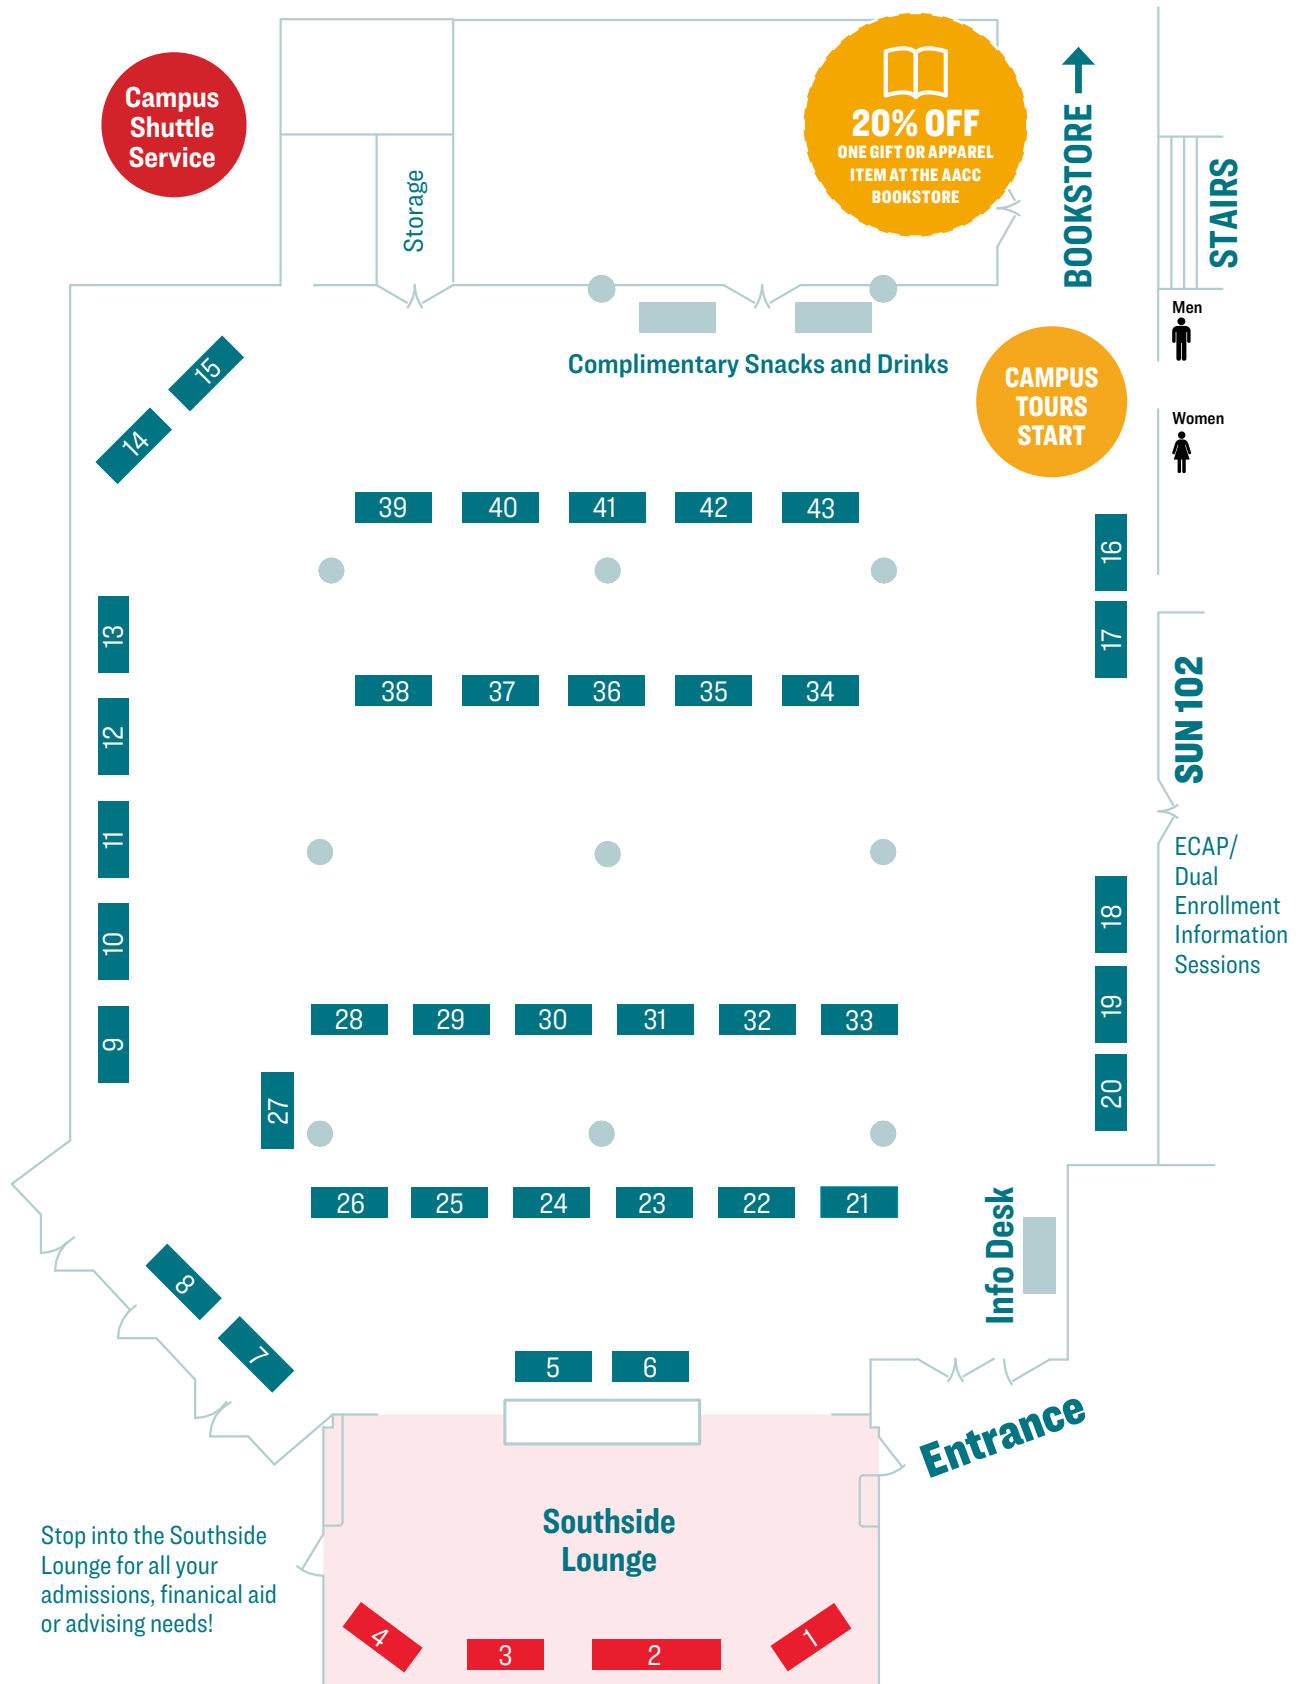 Campus
Shuttle
Service
20% OFF
ONE GIFT OR APPAREL
ITEM AT THE AACC
BOOKSTORE
BOOKSTORE
STAIRS
Storage
Men
Complimentary Snacks and Drinks
CAMPUS
TOURS
START
Women
15
14
39 40 41 42 43
16
17
13
38 37 36 35 34
SUN 102
12
11
ECAP/
Dual
Enrollment
Information
Sessions
10
18
19
9
28 29 30 31 32 33
20
27
26 25 24 23 22 21
Info Desk
8
7
5 6
Entrance
Southside
Lounge
Stop into the Southside
Lounge for all your
admissions, finanical aid
or advising needs!
4 3 2 1